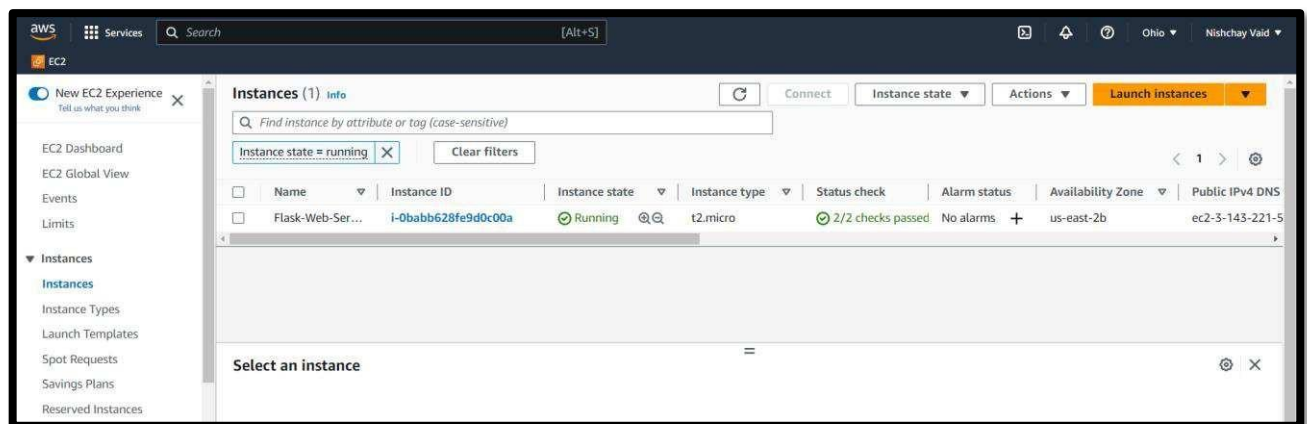 aws Services Search [Alt+S] Ohio Nishchay Vaid
EC2
New EC2 Experience
Tell us what you think
EC2 Dashboard
EC2 Global View
Events
Limits
Instances
Instances
Instance Types
Launch Templates
Spot Requests
Savings Plans
Reserved Instances
Instances (1) Info Connect Instance state Actions Launch instances
Find instance by attribute or tag (case-sensitive)
Instance state = running Clear filters 1
Name Instance ID Instance state Instance type Status check Alarm status Availability Zone Public IPv4 DNS
Flask-Web-Ser... i-0babb628fe9d0c00a Running t2.micro 2/2 checks passed No alarms + us-east-2b ec2-3-143-221-5
Select an instance